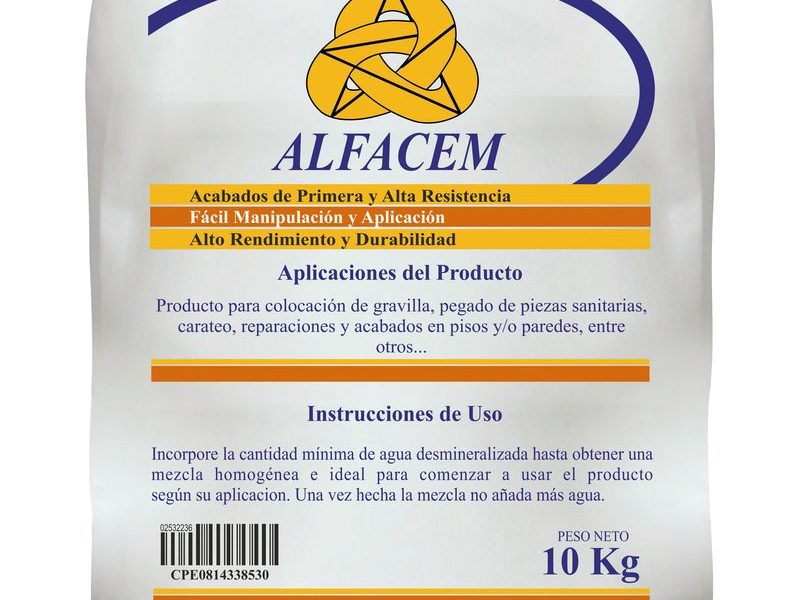 ALFACEM
Acabados de Primera y Alta Resistencia
Fácil Manipulación y Aplicación
Alto Rendimiento y Durabilidad
Aplicaciones del Producto
Producto para colocación de gravilla, pegado de piezas sanitarias,
carateo, reparaciones y acabados en pisos y/o paredes, entre
otros...
Instrucciones de Uso
Incorpore la cantidad mínima de agua desmineralizada hasta obtener una
mezcla homogénea e ideal para comenzar a usar el producto
según su aplicacion. Una vez hecha la mezcla no añada más agua.
02532236
CPE0814338530
PESO NETO
10 Kg